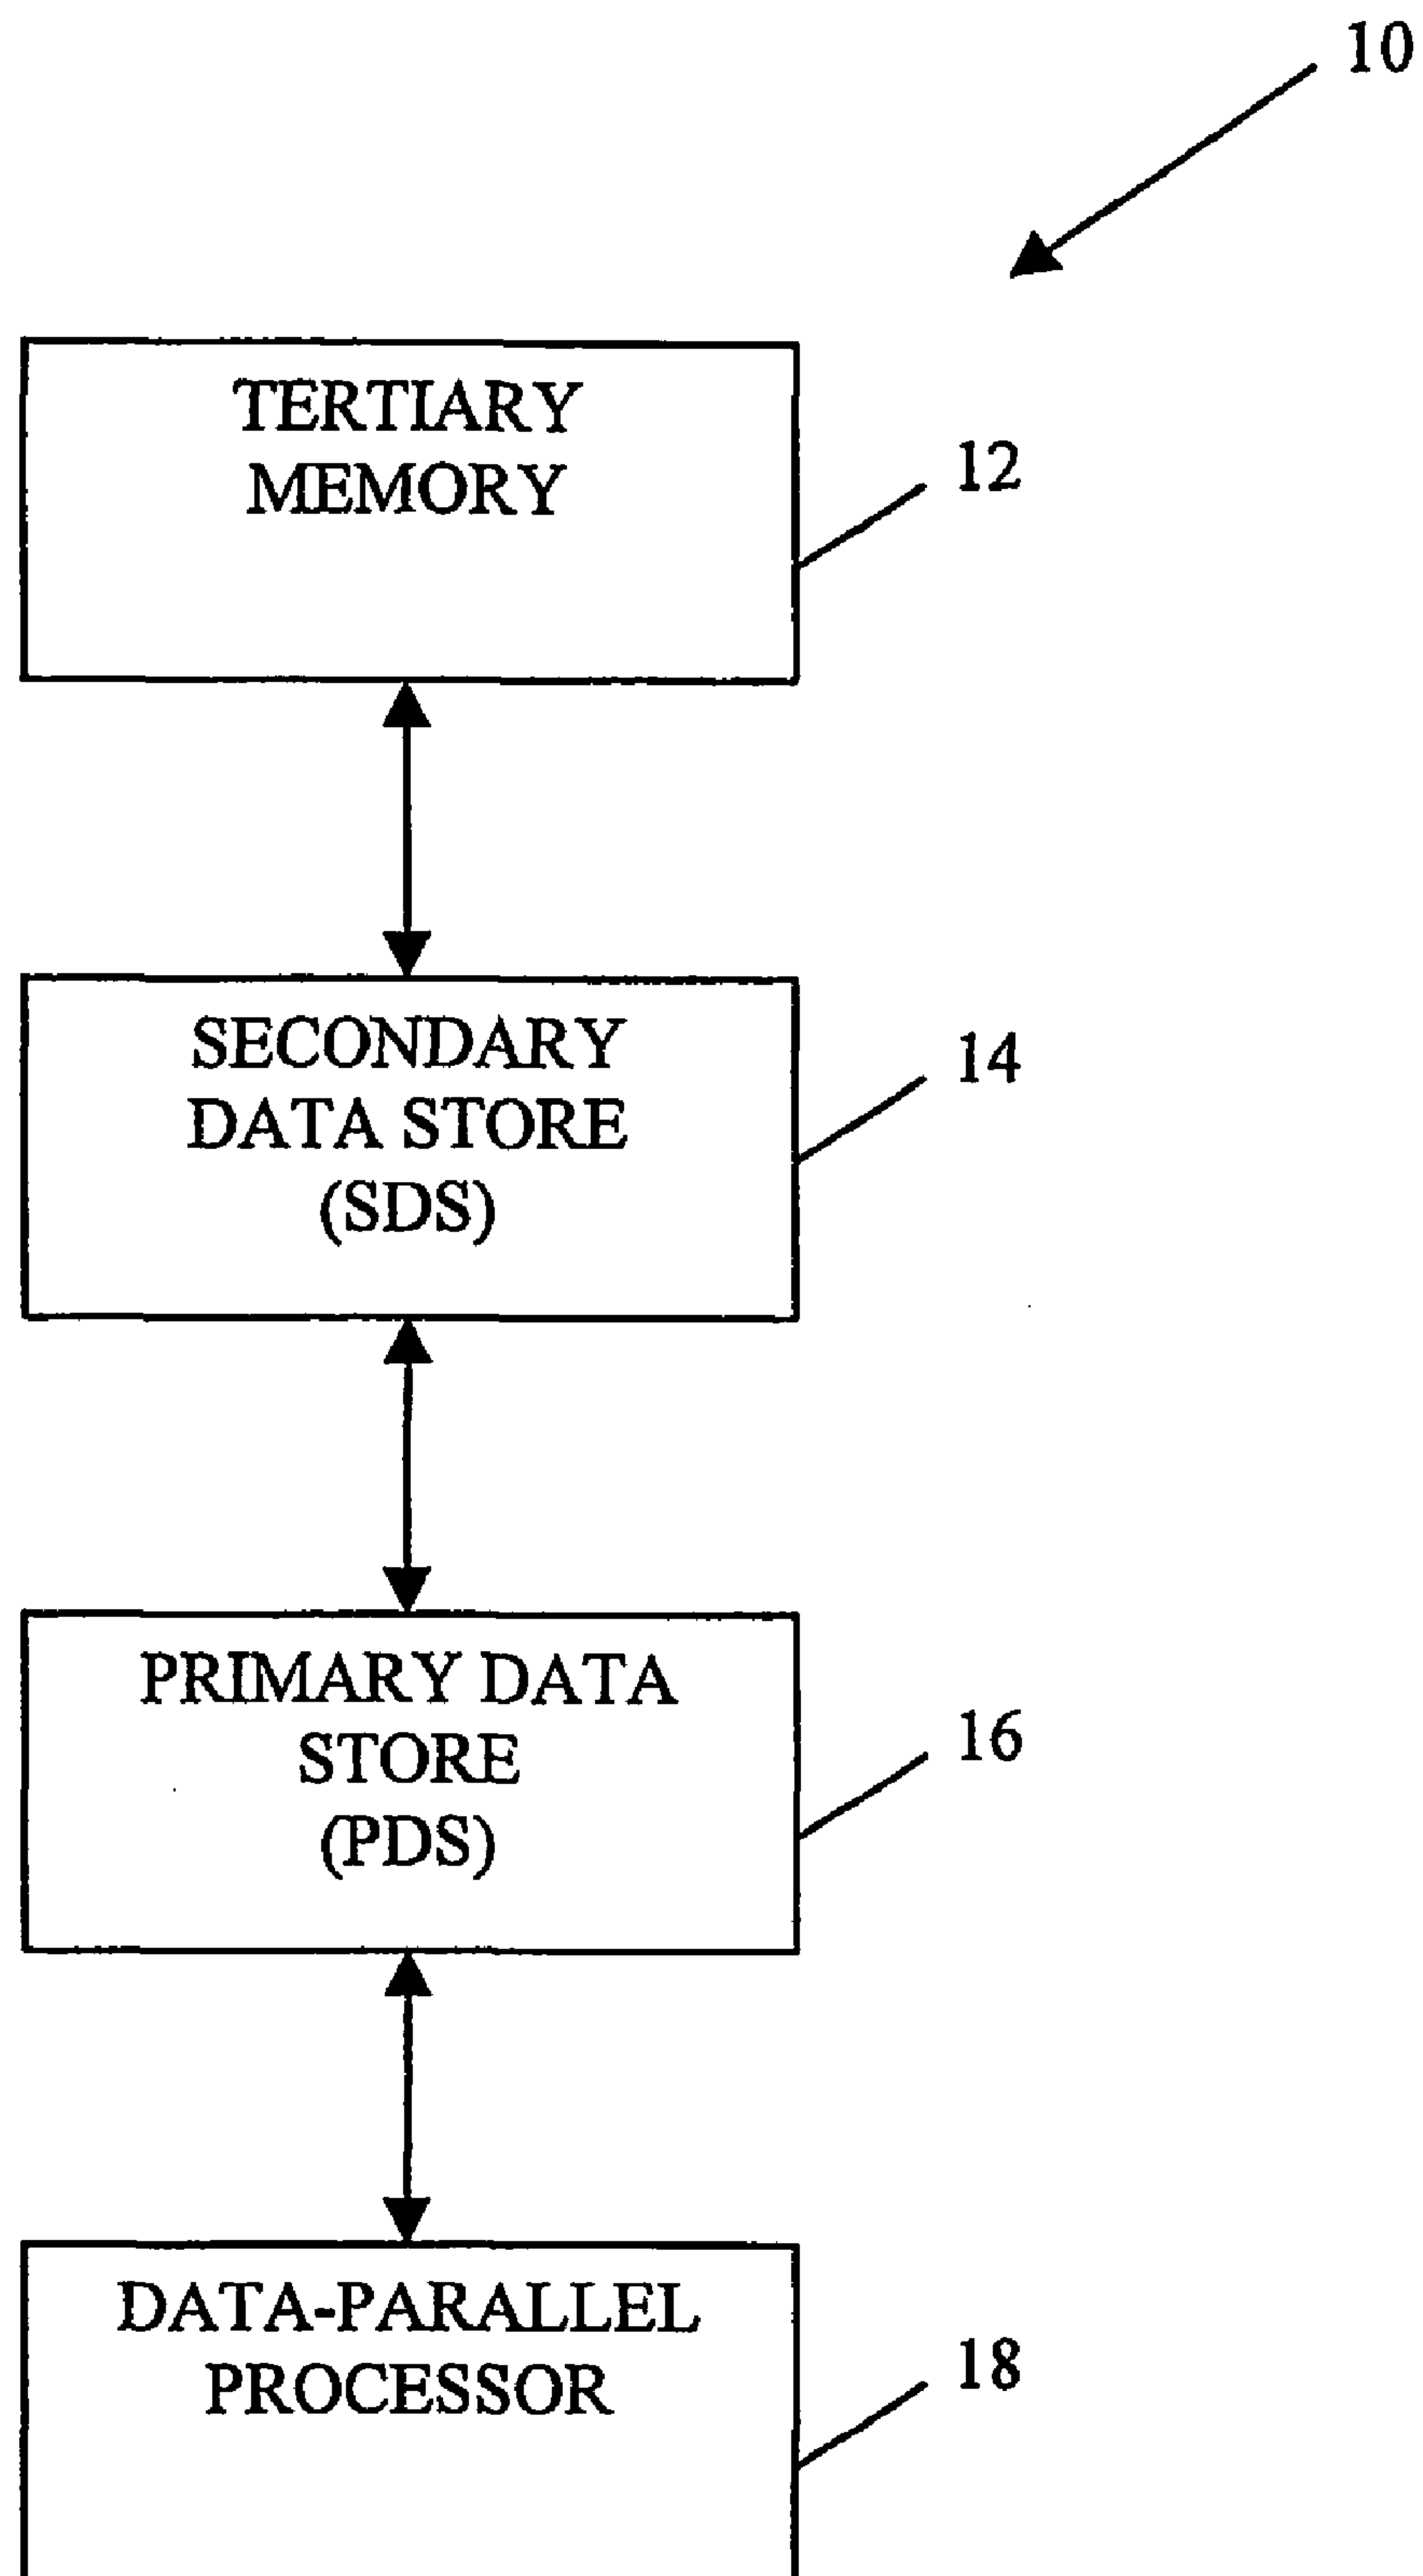 10
TERTIARY
MEMORY
12
SECONDARY
DATA STORE
(SDS)
14
PRIMARY DATA
STORE
(PDS)
16
DATA-PARALLEL
PROCESSOR
18